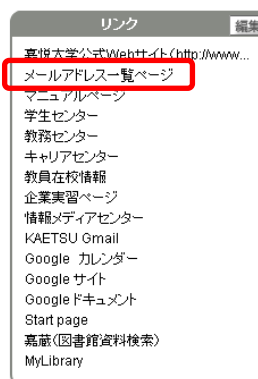 リンク
編集
嘉悦大学公式Webサイト(http://www...
メールアドレス一覧ページ
マニュアルページ
学生センター
教務センター
キャリアセンター
教員在校情報
企業実習ページ
情報メディアセンター
KAETSU Gmail
Google カレンダー
Google サイト
Google ドキュメント
Start page
嘉蔵(図書館資料検索)
MyLibrary